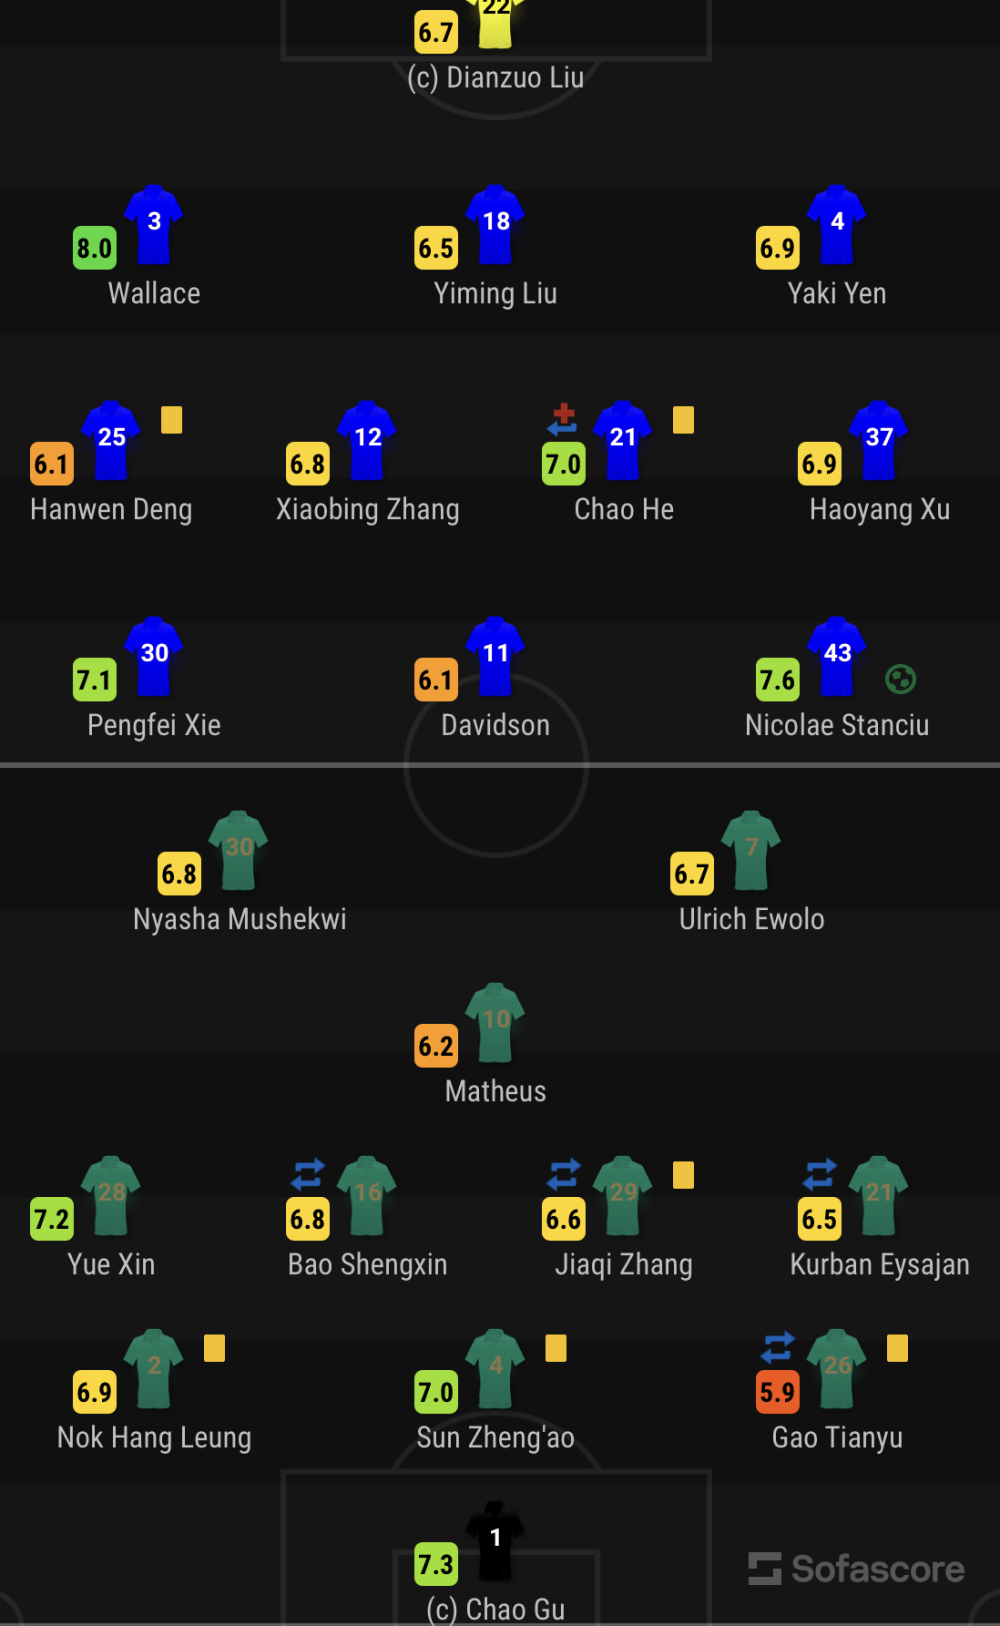 22
6.7
(c) Dianzuo Liu
3 18 4
8.0 6.5 6.9
Wallace Yiming Liu Yaki Yen
25 12 21 37
6.1 6.8 7.0 6.9
Hanwen Deng Xiaobing Zhang Chao He Haoyang Xu
30 11 43
7.1 6.1 7.6
Pengfei Xie Davidson Nicolae Stanciu
30 7
6.8 6.7
Nyasha Mushekwi Ulrich Ewolo
10
6.2
Matheus
28 16 29 21
7.2 6.8 6.6 6.5
Yue Xin Bao Shengxin Jiaqi Zhang Kurban Eysajan
2 4 26
6.9 7.0 5.9
Nok Hang Leung Sun Zheng'ao Gao Tianyu
1
7.3
(c) Chao Gu
Sofascore